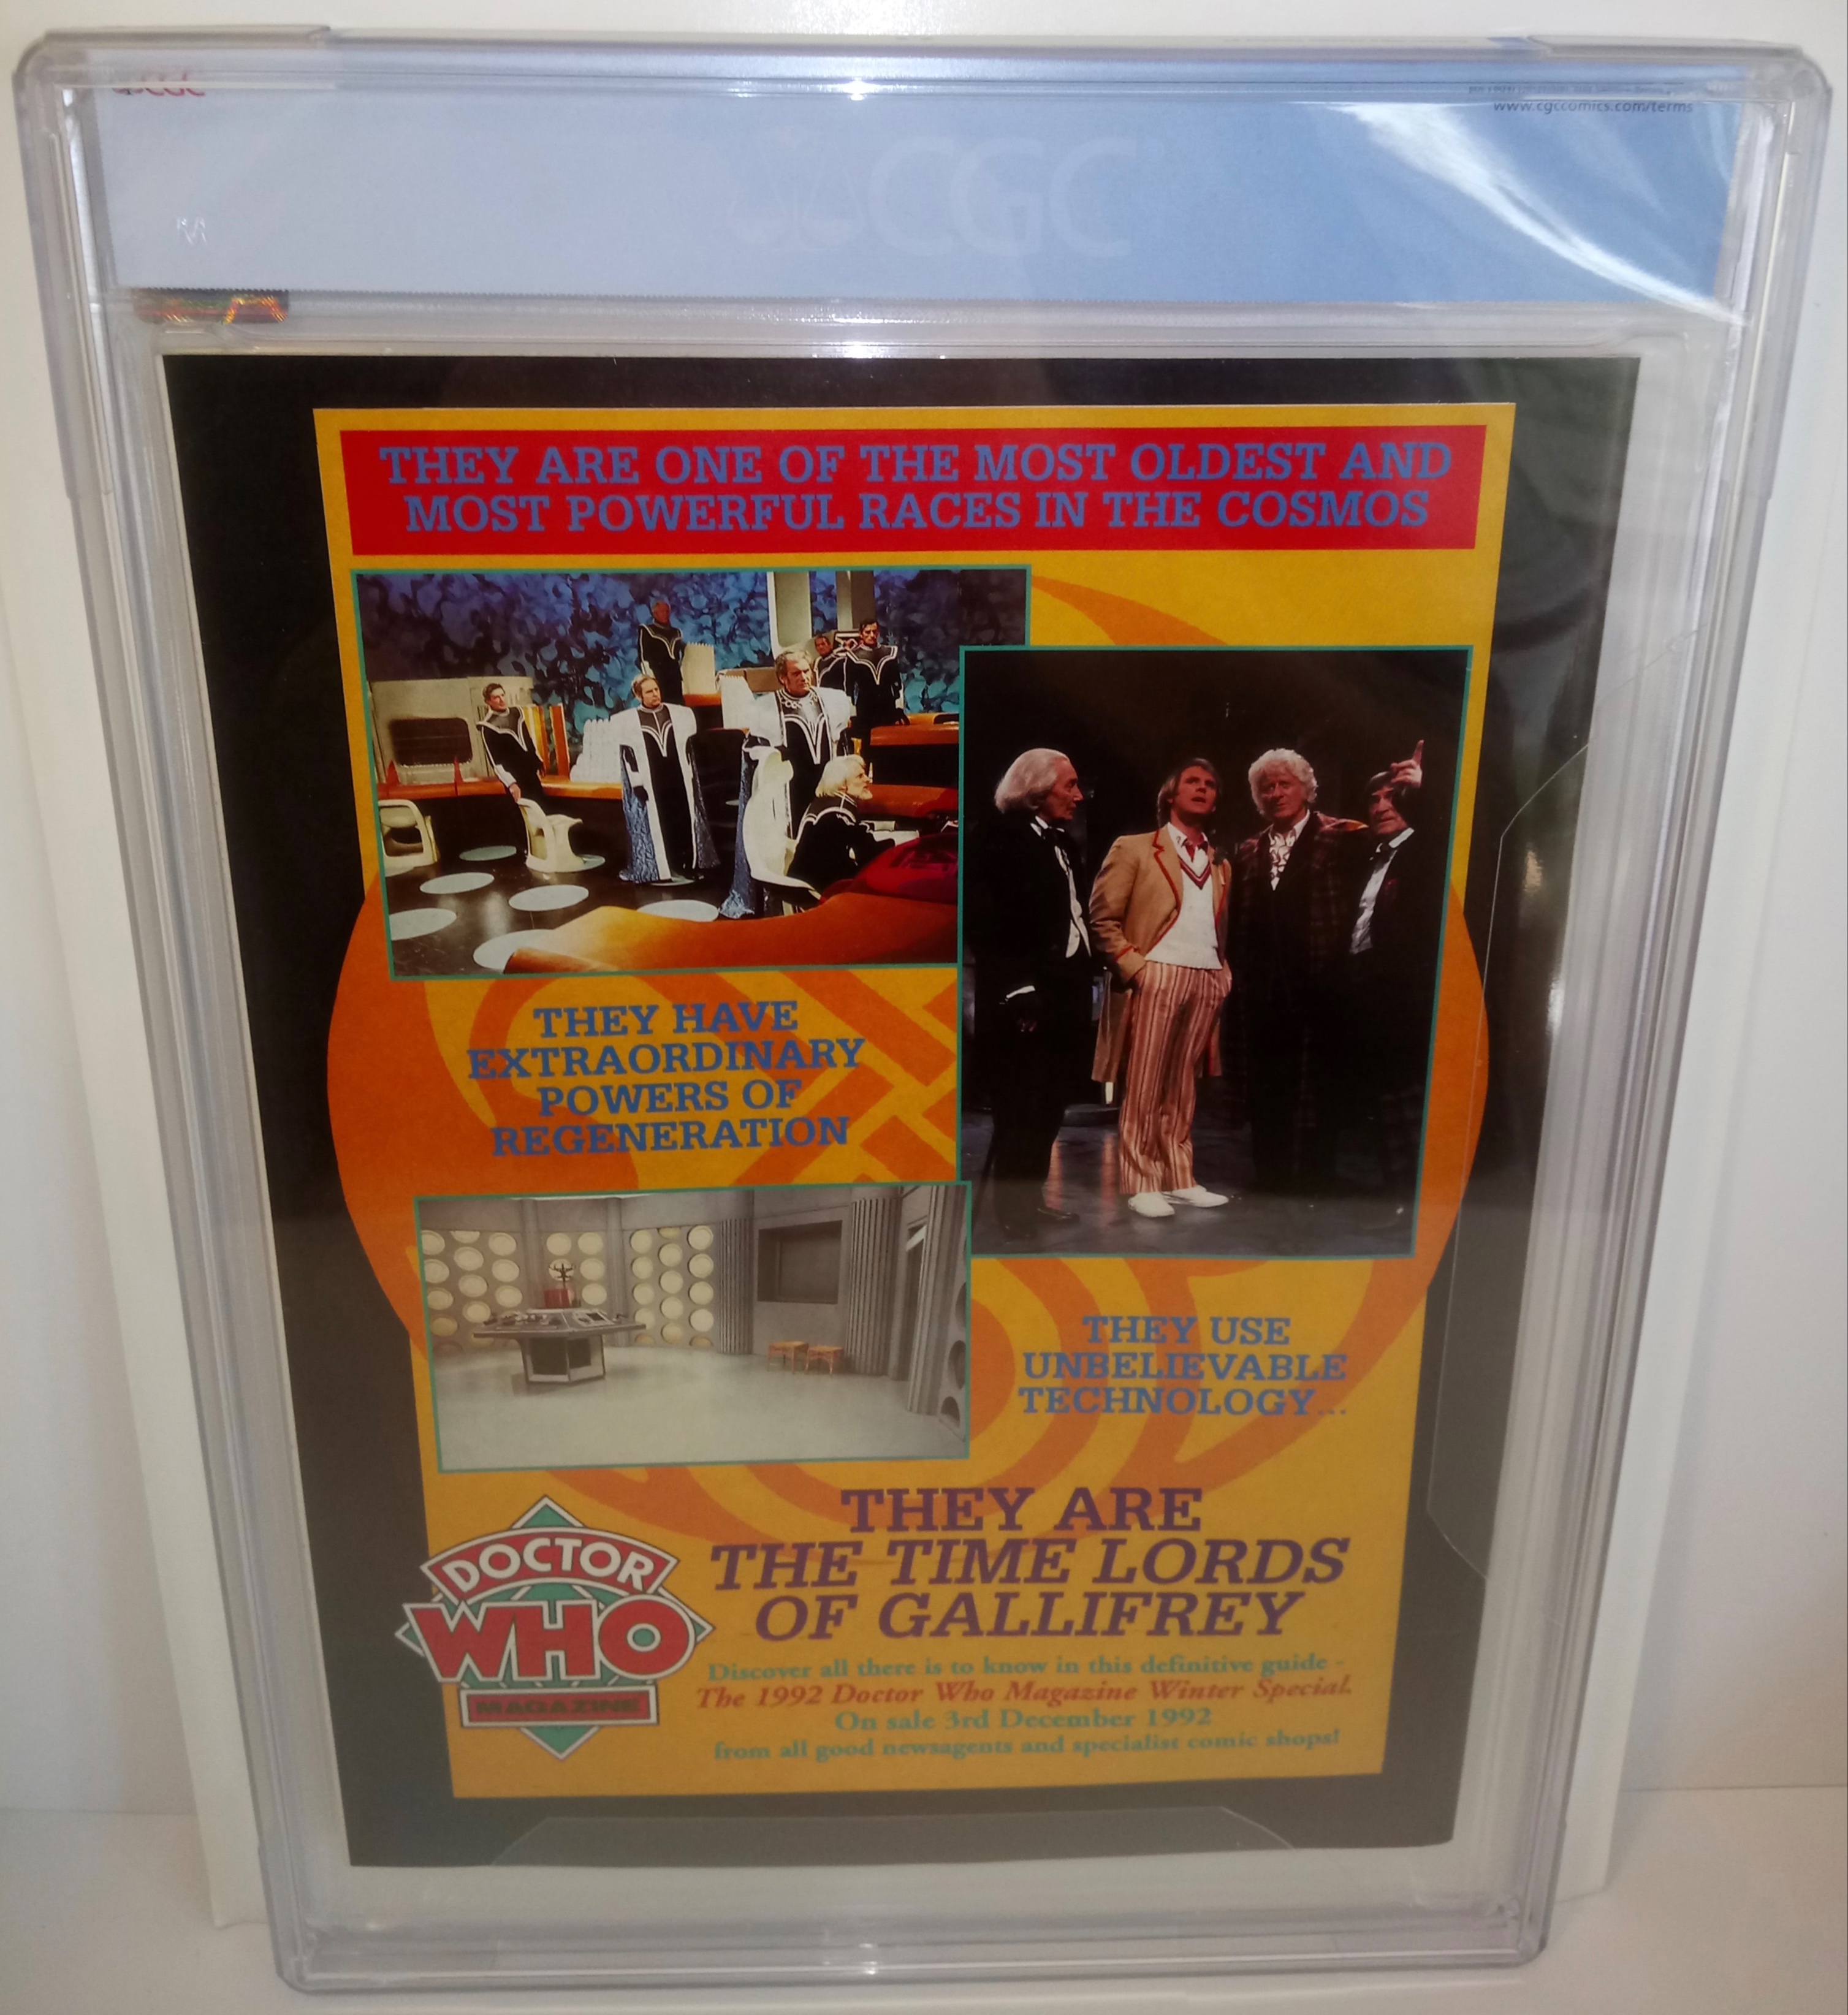 CGC
www.cgccomics.com/terms
CGC
THEY ARE ONE OF THE MOST OLDEST AND
MOST POWERFUL RACES IN THE COSMOS
THEY HAVE
EXTRAORDINARY
POWERS OF
REGENERATION
THEY USE
UNBELIEVABLE
TECHNOLOGY...
THEY ARE
THE TIME LORDS
OF GALLIFREY
DOCTOR
WHO
MAGAZINE
Discover all there is to know in this definitive guide -
The 1992 Doctor Who Magazine Winter Special.
On sale 3rd December 1992
from all good newsagents and specialist comic shops!